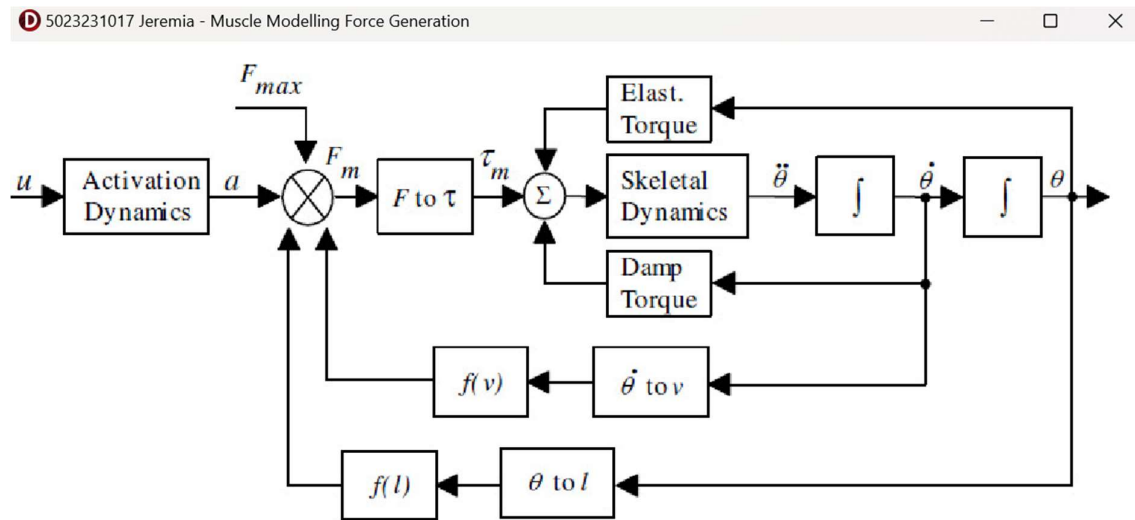 5023231017 Jeremia - Muscle Modelling Force Generation
F_max
Elast.
Torque
u
Activation
Dynamics
a
F_m
F to τ
τ_m
Σ
Skeletal
Dynamics
θ̈
∫
θ̇
∫
θ
Damp
Torque
f(v)
θ̇ to v
f(l)
θ to l